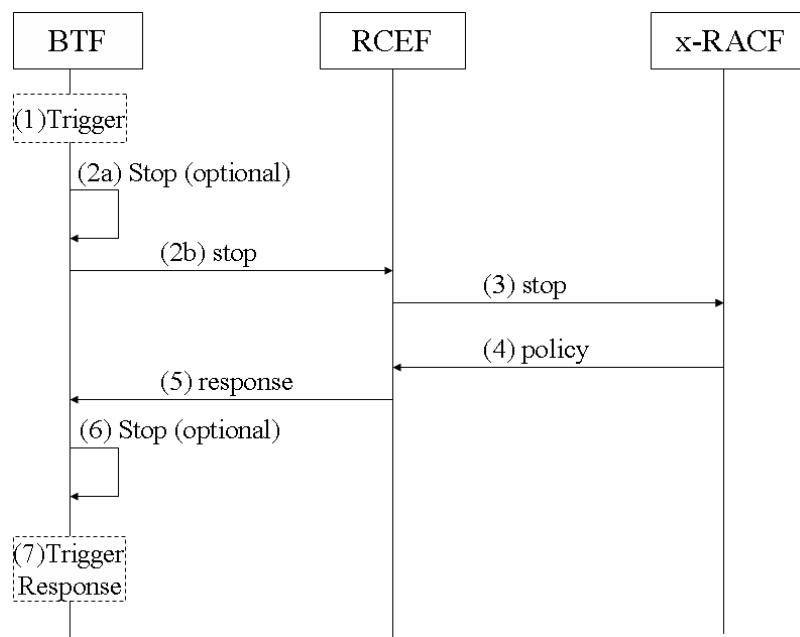 BTF
RCEF
x-RACF
(1)Trigger
(2a) Stop (optional)
(2b) stop
(3) stop
(4) policy
(5) response
(6) Stop (optional)
(7)Trigger
Response